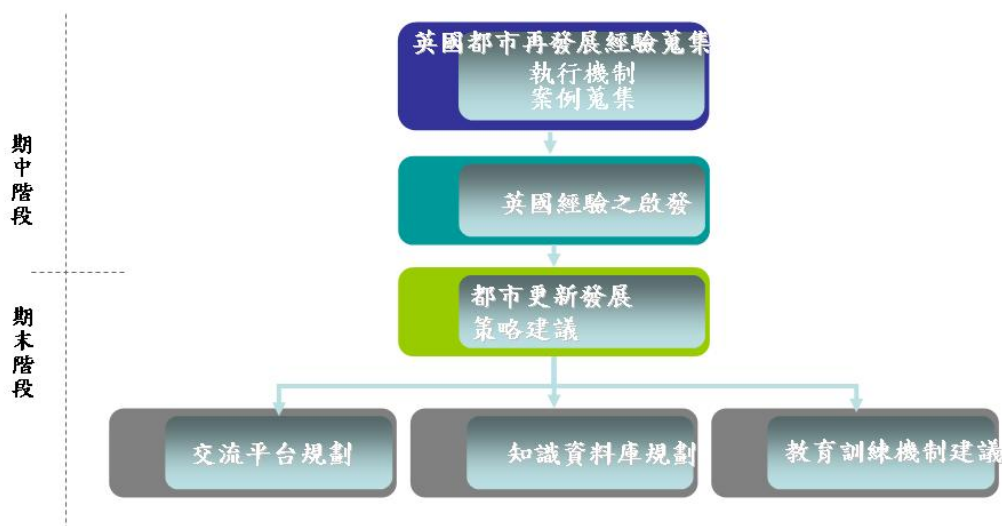 英國都市再發展經驗蒐集
執行機制
案例蒐集
期中階段
英國經驗之啟發
都市更新發展
策略建議
期末階段
交流平台規劃
知識資料庫規劃
教育訓練機制建議